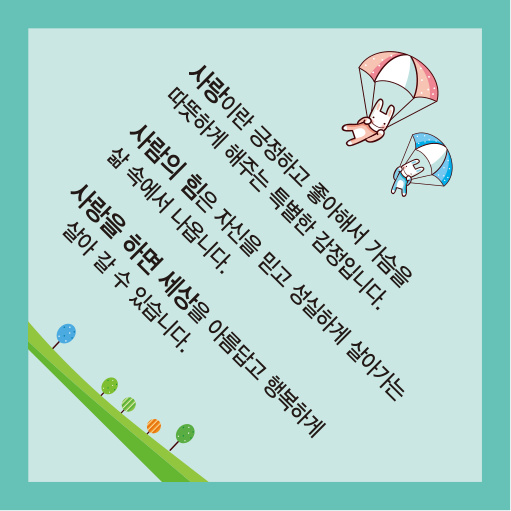 사랑이란 긍정하고 좋아해서 가슴을
따뜻하게 해주는 특별한 감정입니다.
사람의 힘은 자신을 믿고 성실하게 살아가는
삶 속에서 나옵니다.
사랑을 하면 세상을 아름답고 행복하게
살아 갈 수 있습니다.